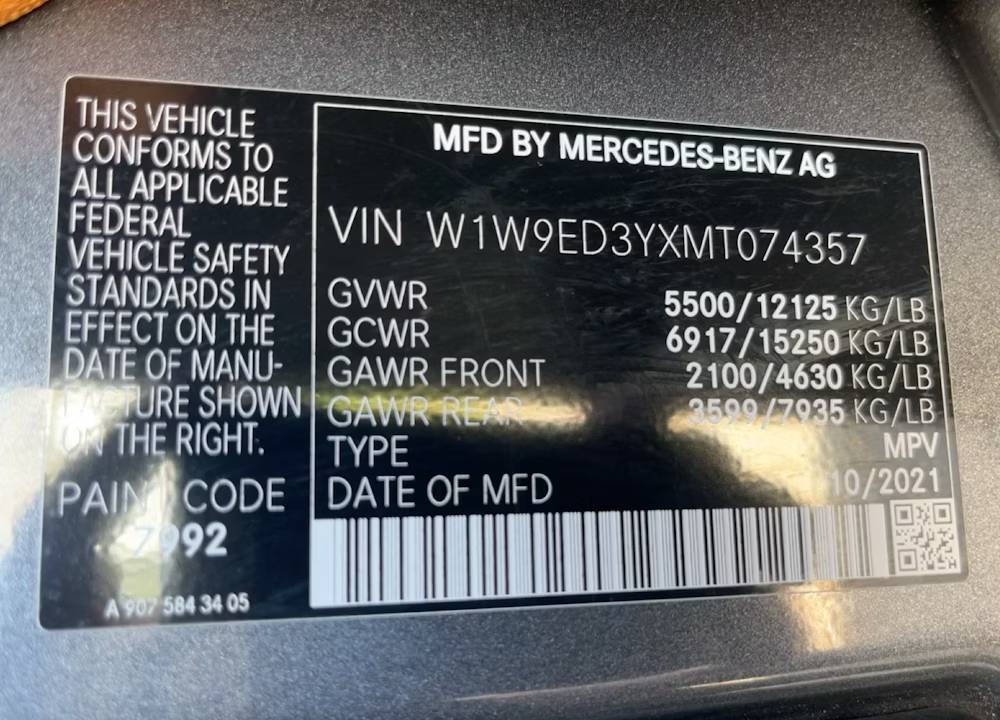 THIS VEHICLE
CONFORMS TO
ALL APPLICABLE
FEDERAL
VEHICLE SAFETY
STANDARDS IN
EFFECT ON THE
DATE OF MANU-
FACTURE SHOWN
ON THE RIGHT.
PAINT CODE
7992
A 907 584 34 05
MFD BY MERCEDES-BENZ AG
VIN W1W9ED3YXMT074357
GVWR 5500/12125 KG/LB
GCWR 6917/15250 KG/LB
GAWR FRONT 2100/4630 KG/LB
GAWR REAR 3599/7935 KG/LB
TYPE MPV
DATE OF MFD 10/2021